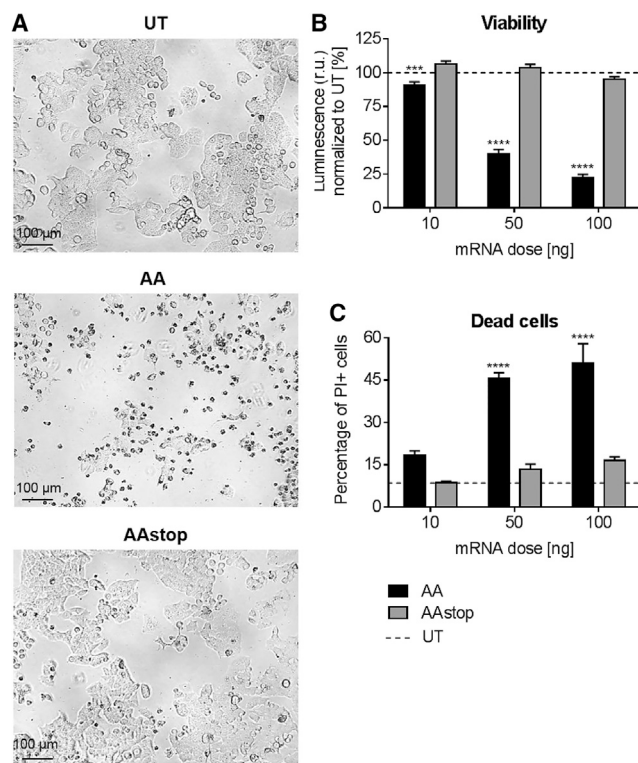 A
UT
100 µm
AA
100 µm
AAstop
100 µm
B
Viability
Luminescence (r.u.)
normalized to UT [%]
125
100
75
50
25
0
***
****
****
10 50 100
mRNA dose [ng]
C
Dead cells
Percentage of PI+ cells
60
45
30
15
0
****
****
10 50 100
mRNA dose [ng]
AA
AAstop
UT